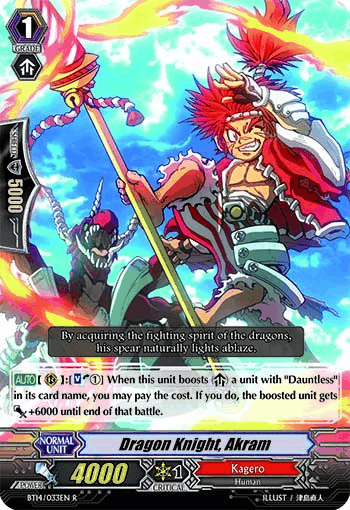 1
GRADE
SHIELD
5000
By acquiring the fighting spirit of the dragons,
his spear naturally lights ablaze.
AUTO【 】:[V ①] When this unit boosts ( ) a unit with "Dauntless"
in its card name, you may pay the cost. If you do, the boosted unit gets
+6000 until end of that battle.
NORMAL
UNIT
Dragon Knight, Akram
POWER
4000
1
CRITICAL
Kagero
Human
BT14/033EN R
ILLUST / 津島直人